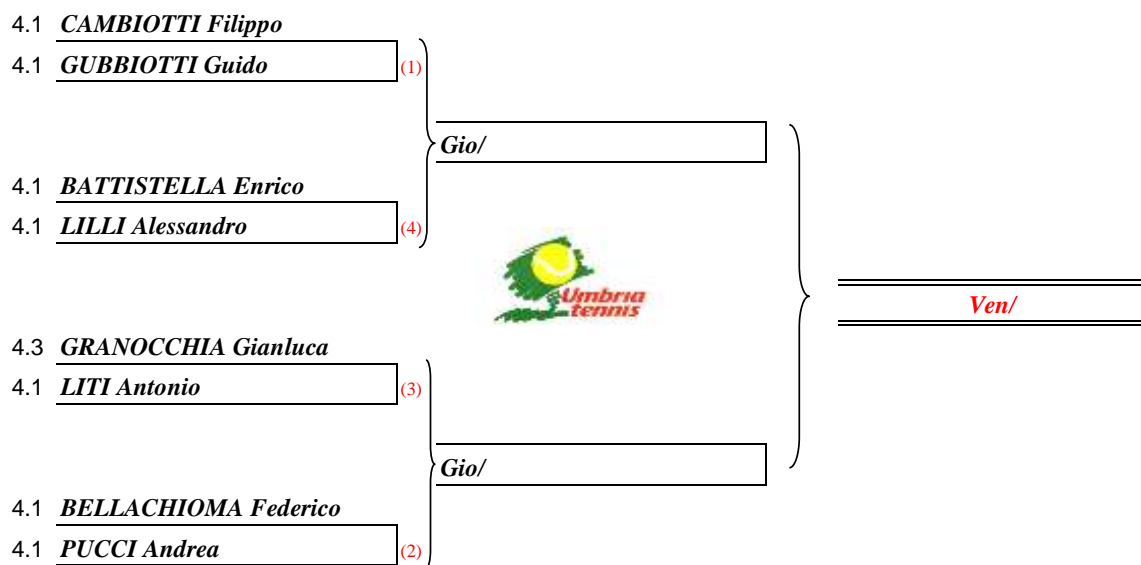 4.1 CAMBIOTTI Filippo
4.1 GUBBIOTTI Guido (1)
Gio/
4.1 BATTISTELLA Enrico
4.1 LILLI Alessandro (4)
Umbria
tennis
Ven/
4.3 GRANOCCHIA Gianluca
4.1 LITI Antonio (3)
Gio/
4.1 BELLACHIOMA Federico
4.1 PUCCI Andrea (2)